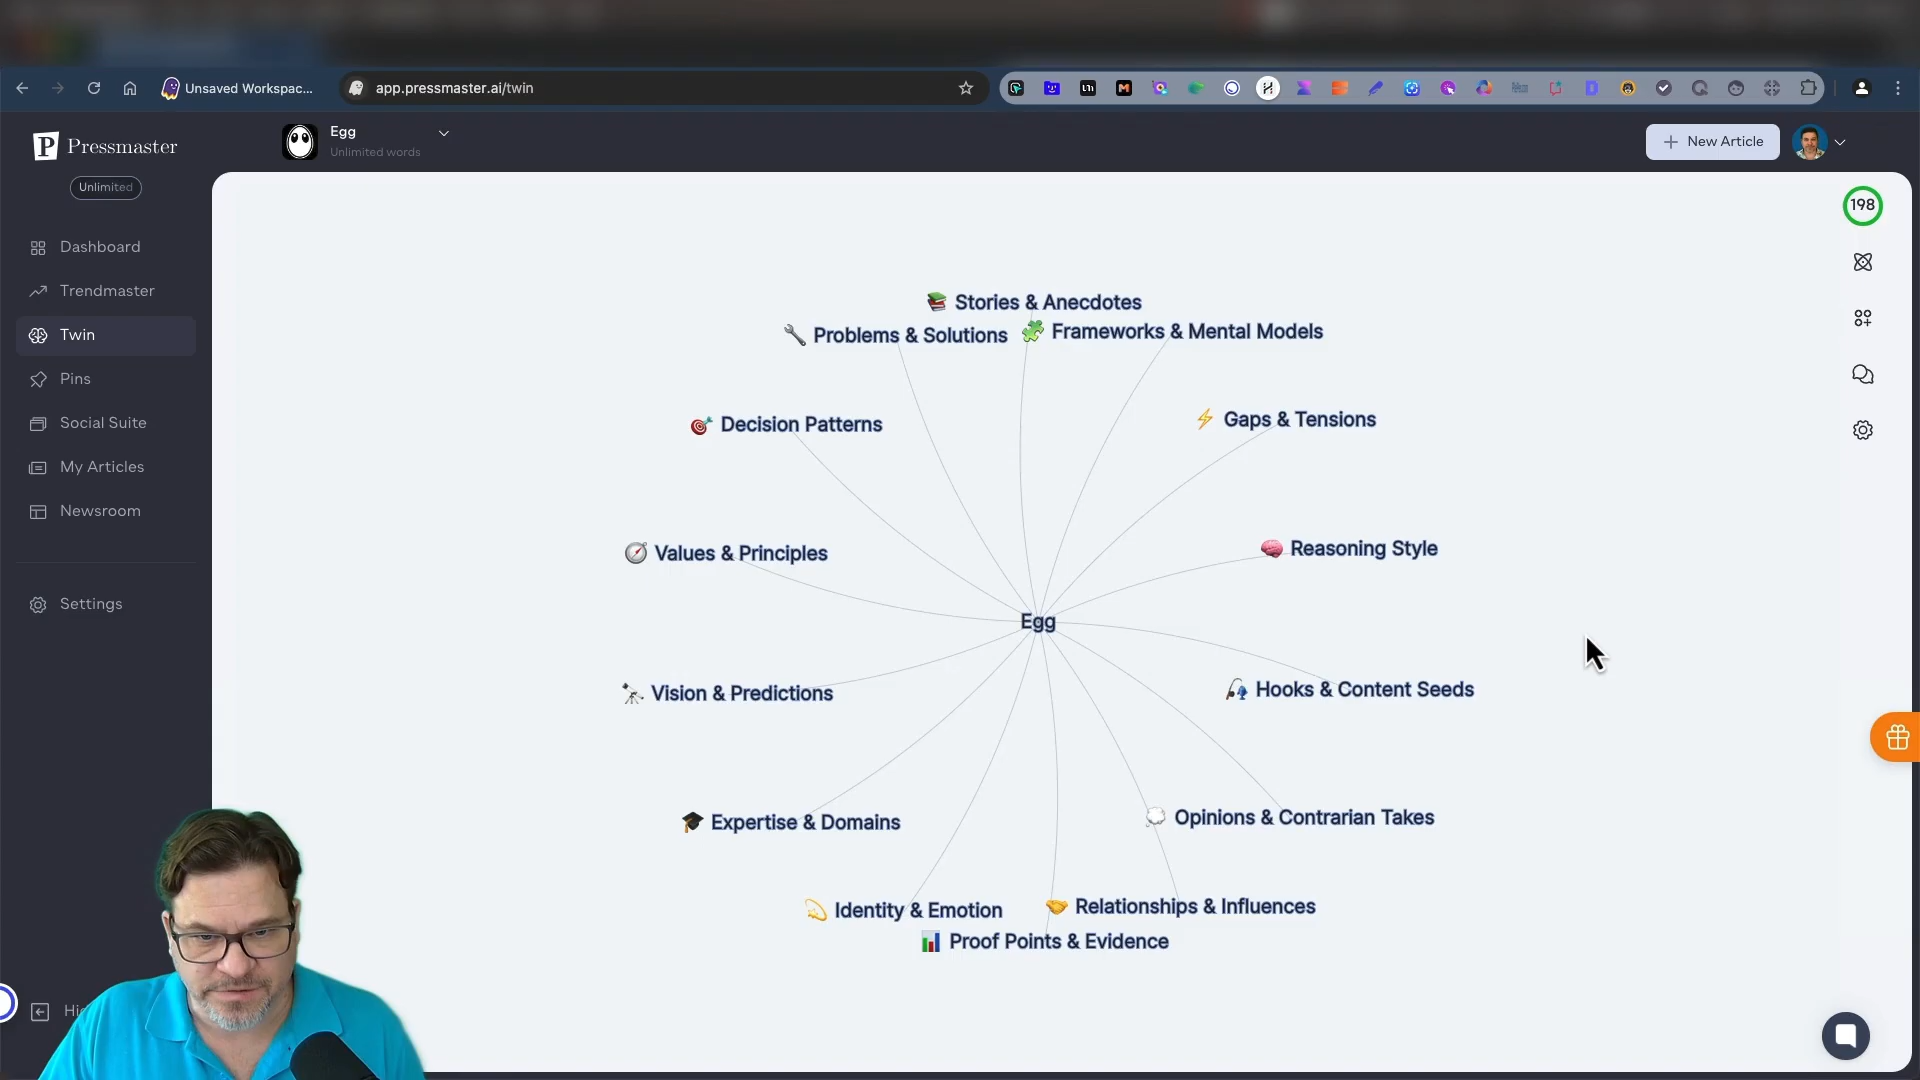 Unsaved Workspac...
app.pressmaster.ai/twin
P Pressmaster
Unlimited
Egg
Unlimited words
+ New Article
Dashboard
Trendmaster
Twin
Pins
Social Suite
My Articles
Newsroom
Settings
198
Stories & Anecdotes
Problems & Solutions
Frameworks & Mental Models
Decision Patterns
Gaps & Tensions
Values & Principles
Reasoning Style
Egg
Vision & Predictions
Hooks & Content Seeds
Expertise & Domains
Opinions & Contrarian Takes
Identity & Emotion
Relationships & Influences
Proof Points & Evidence